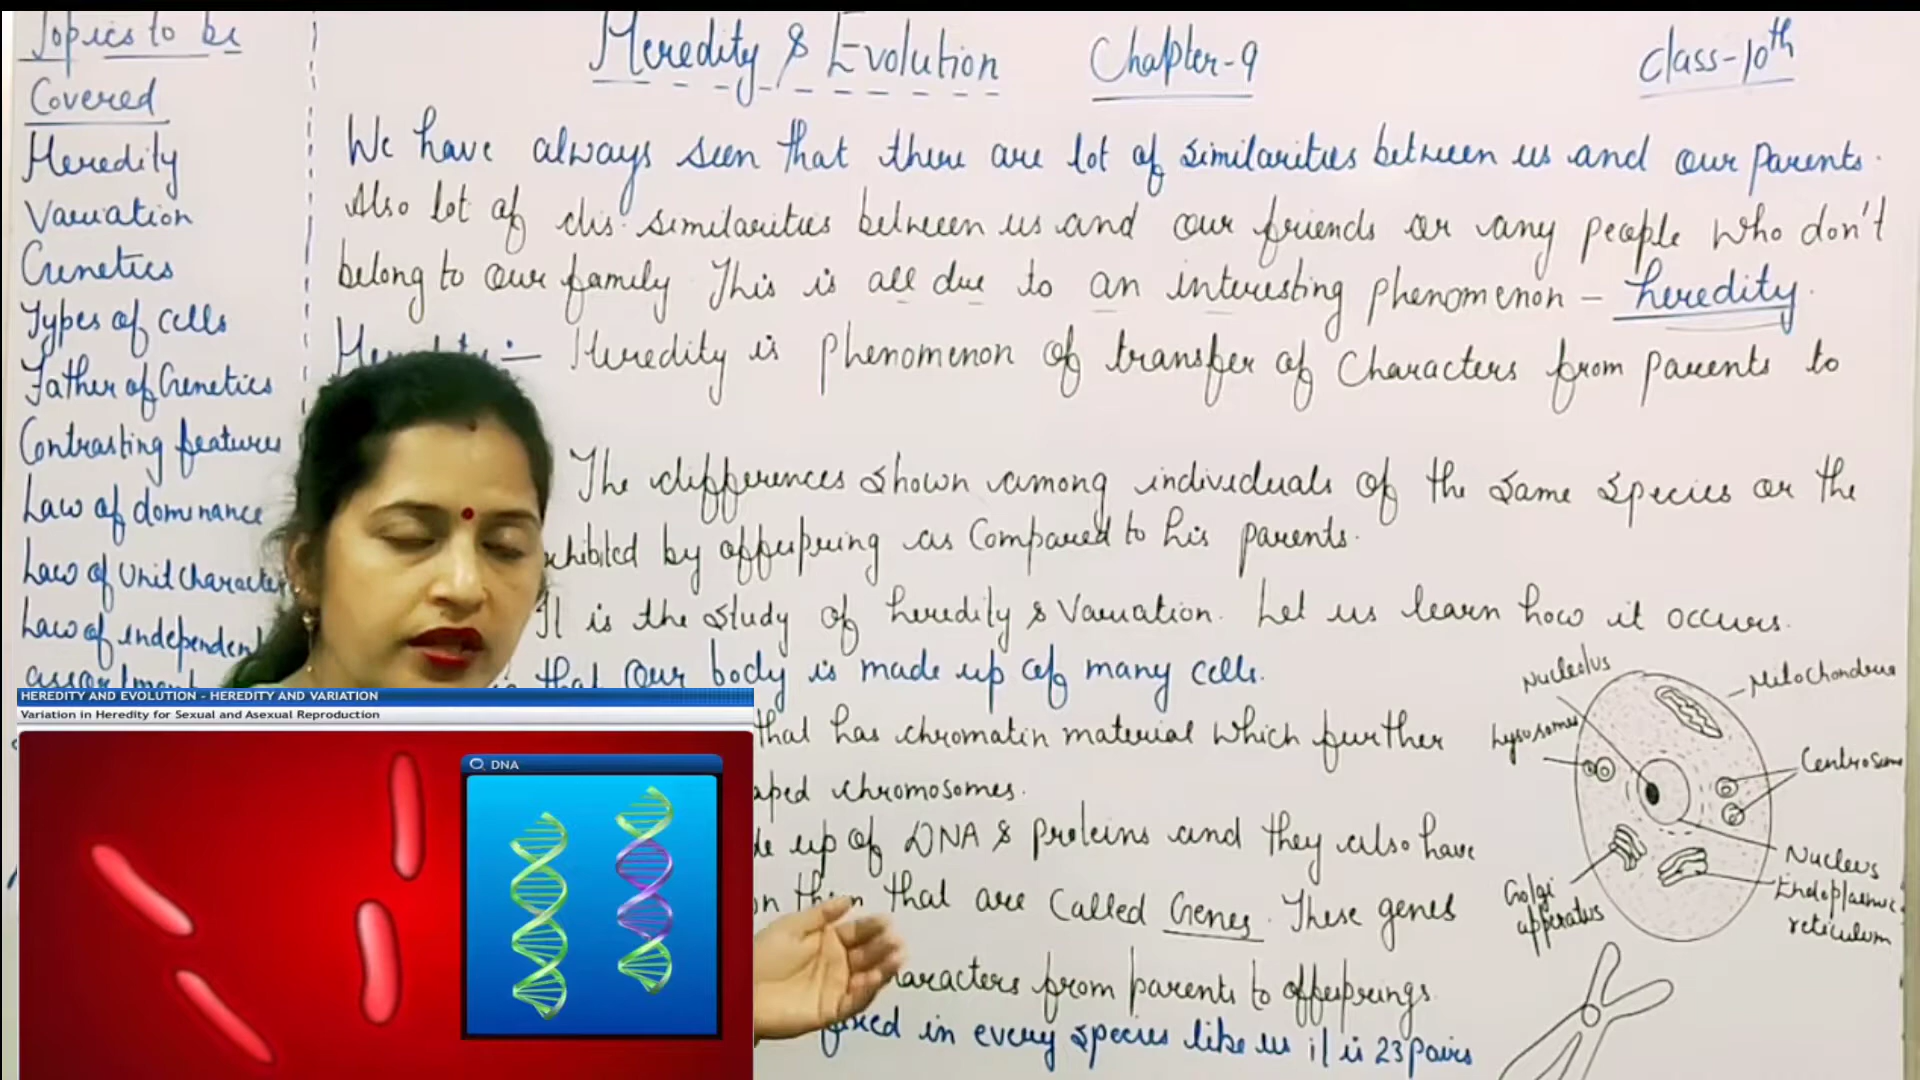 Topics to be
Covered
Heredity
Variation
Genetics
Types of cells
Father of Genetics
Contrasting features
Law of dominance
Law of Unit Character
Law of independent
assortment
Heredity & Evolution Chapter-9 Class-10th
We have always seen that there are lot of similarities between us and our parents.
Also lot of dis-similarities between us and our friends or any people who don't
belong to our family. This is all due to an interesting phenomenon - heredity.
Heredity :- Heredity is phenomenon of transfer of Characters from parents to
The differences shown among individuals of the same species or the
exhibited by offspring as Compared to his parents.
It is the study of heredity & Variation. Let us learn how it occurs.
that our body is made up of many cells.
that has chromatin material which further
aped chromosomes.
de up of DNA & proteins and they also have
on them that are called Genes. These genes
haracters from parents to offsprings.
fixed in every species like us it is 23 pairs
Nucleolus
Mitochondria
Lysosomes
Centrosome
Nucleus
Golgi
apperatus
Endoplasmic
reticulum
HEREDITY AND EVOLUTION - HEREDITY AND VARIATION
Variation in Heredity for Sexual and Asexual Reproduction
DNA